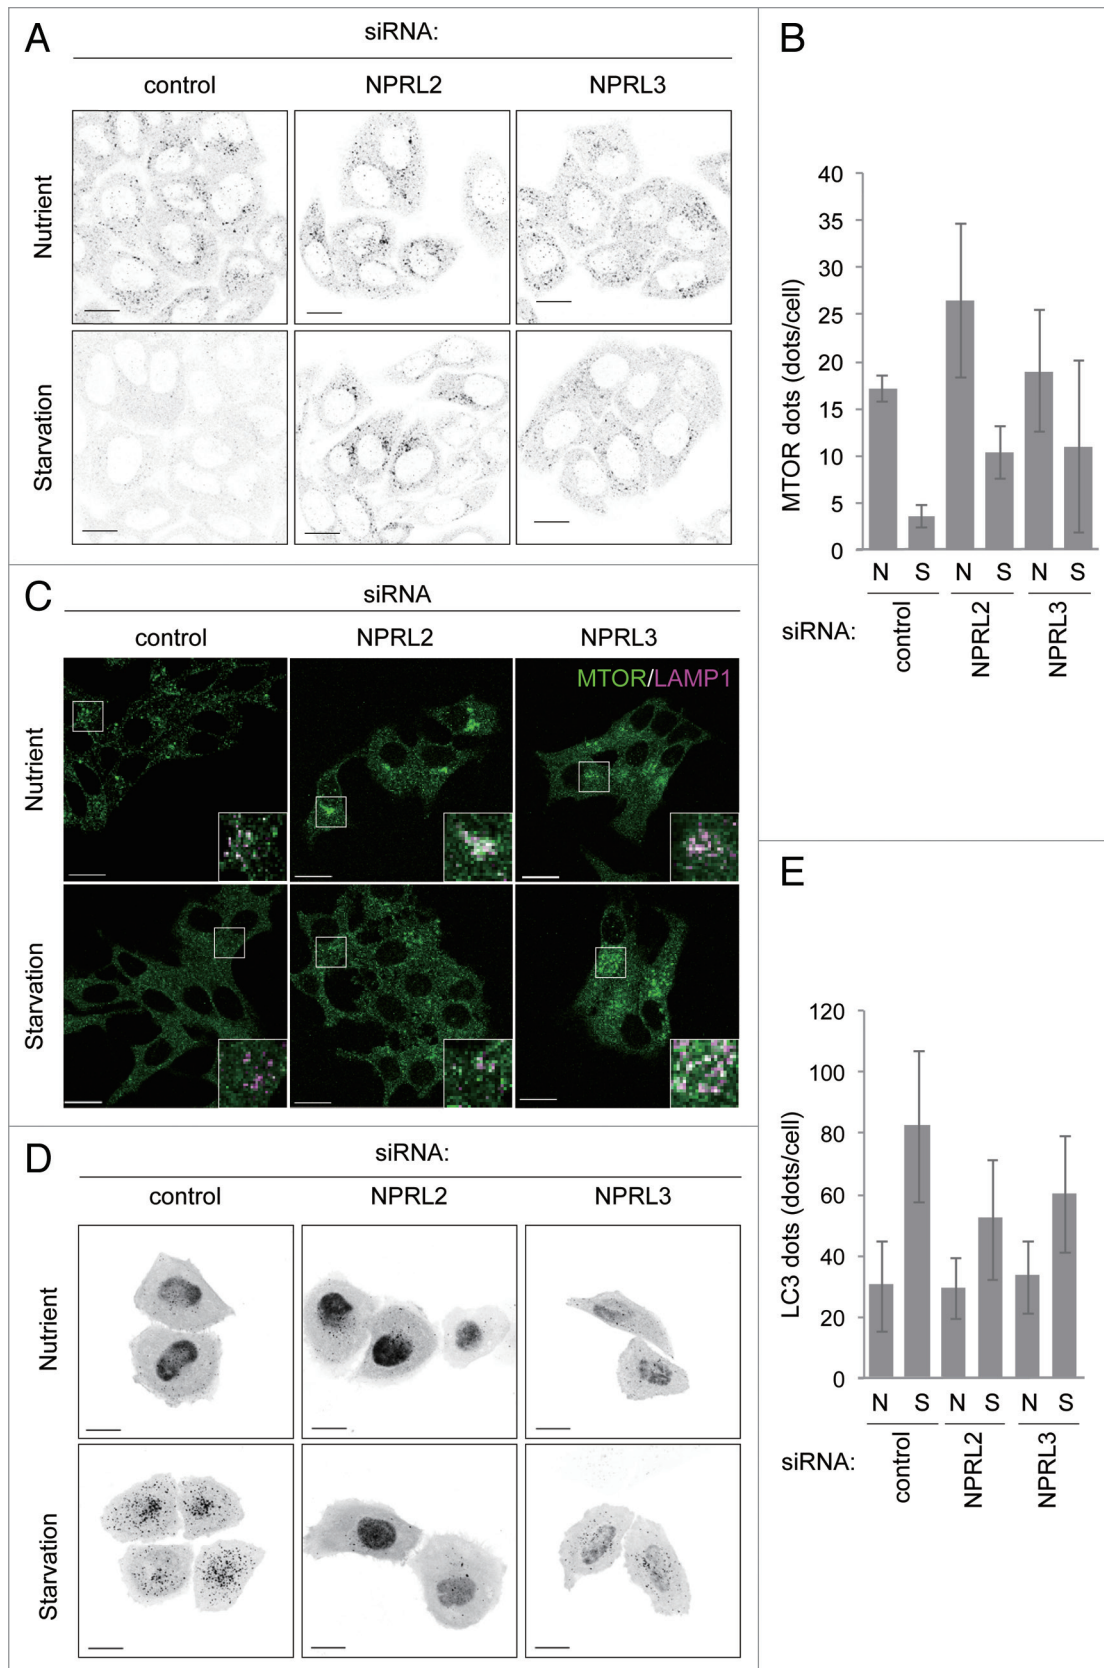 A
siRNA:
control NPRL2 NPRL3
Nutrient
Starvation
B
MTOR dots (dots/cell)
40
35
30
25
20
15
10
5
0
N S N S N S
siRNA:
control NPRL2 NPRL3
C
siRNA
control NPRL2 NPRL3
MTOR/LAMP1
Nutrient
Starvation
D
siRNA:
control NPRL2 NPRL3
Nutrient
Starvation
E
LC3 dots (dots/cell)
120
100
80
60
40
20
0
N S N S N S
siRNA:
control NPRL2 NPRL3